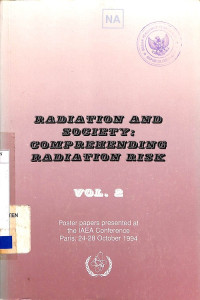 NA
RADIATION AND
SOCIETY:
COMPREHENDING
RADIATION RISK
VOL. 2
Poster papers presented at
the IAEA Conference
Paris, 24-28 October 1994
TEN